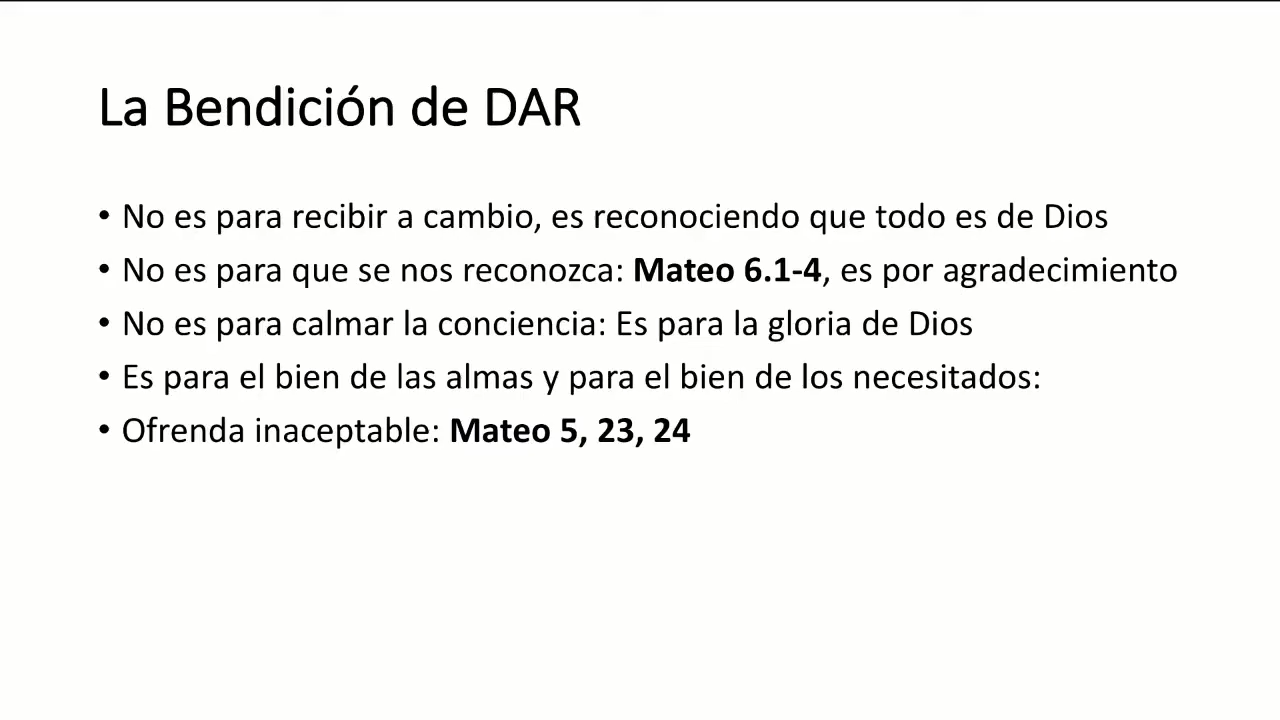 La Bendición de DAR
• No es para recibir a cambio, es reconociendo que todo es de Dios
• No es para que se nos reconozca: Mateo 6.1-4, es por agradecimiento
• No es para calmar la conciencia: Es para la gloria de Dios
• Es para el bien de las almas y para el bien de los necesitados:
• Ofrenda inaceptable: Mateo 5, 23, 24